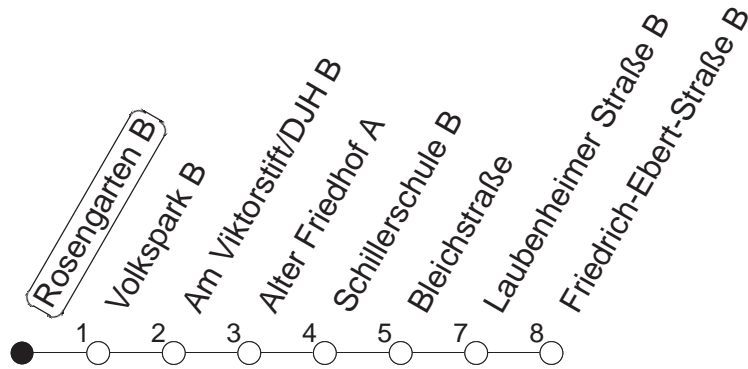 Rosengarten B
Volkspark B
Am Viktorstift/DJH B
Alter Friedhof A
Schillerschule B
Bleichstraße
Laubenheimer Straße B
Friedrich-Ebert-Straße B
1 2 3 4 5 7 8